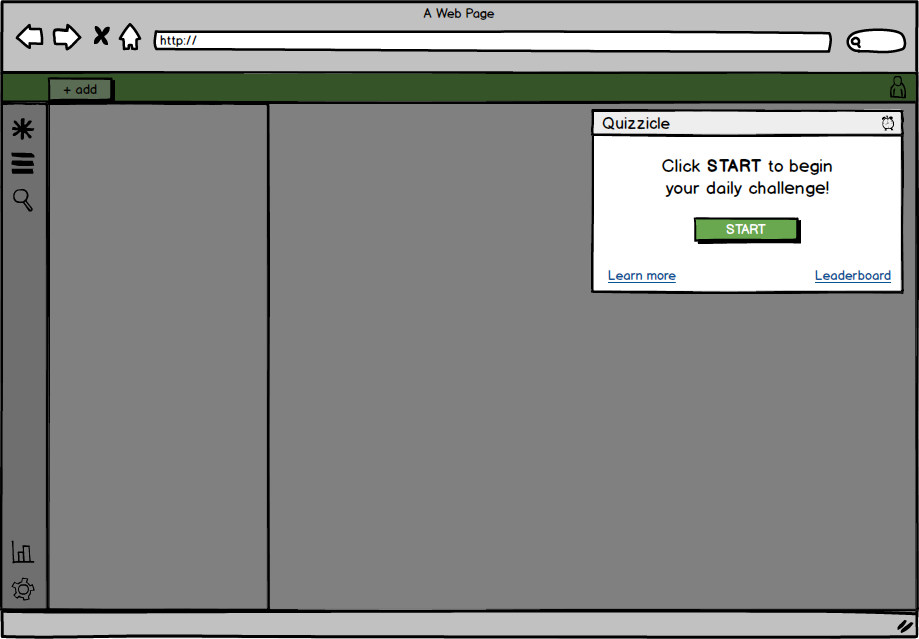 A Web Page
http://
+ add
Quizzicle
Click START to begin
your daily challenge!
START
Learn more
Leaderboard